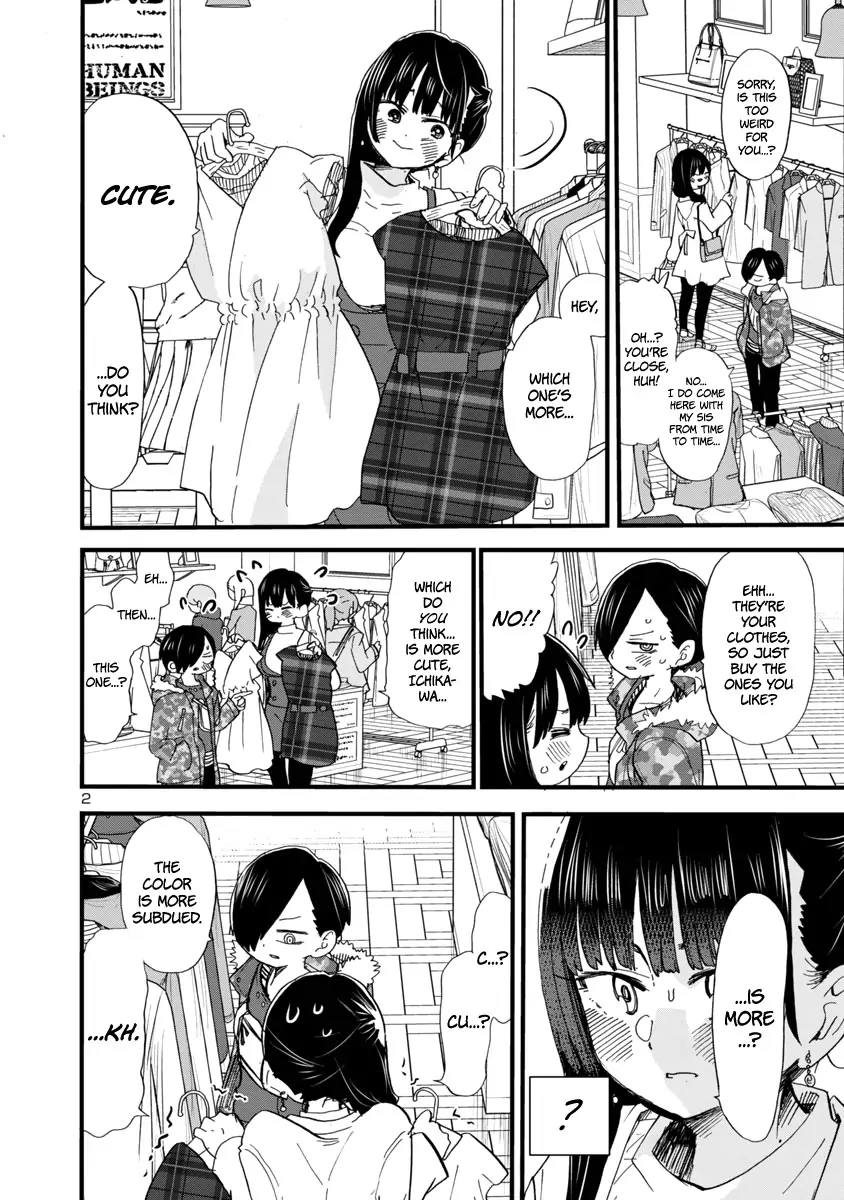 SORRY,
IS THIS
TOO
WEIRD
FOR
YOU...?
OH...?
YOU'RE
CLOSE,
HUH!
NO...
I DO COME
HERE WITH
MY SIS
FROM TIME
TO TIME...
HUMAN
BEINGS
HEY,
WHICH
ONE'S
MORE...
CUTE.
...DO
YOU
THINK?
EHH...
THEY'RE
YOUR
CLOTHES,
SO JUST
BUY THE
ONES YOU
LIKE?
NO!!
WHICH
DO
YOU
THINK...
IS MORE
CUTE,
ICHIKA-
WA...
EH...
THEN...
THIS
ONE...?
2
...IS
MORE
...?
?
C...?
CU...?
THE
COLOR
IS MORE
SUBDUED.
...KH.